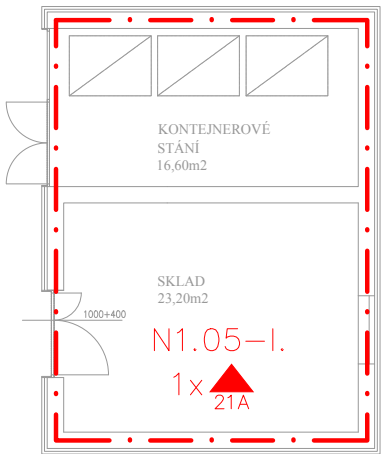 KONTEJNEROVÉ
STÁNÍ
16,60m2
SKLAD
23,20m2
1000+400
N1.05-I.
1x
21A